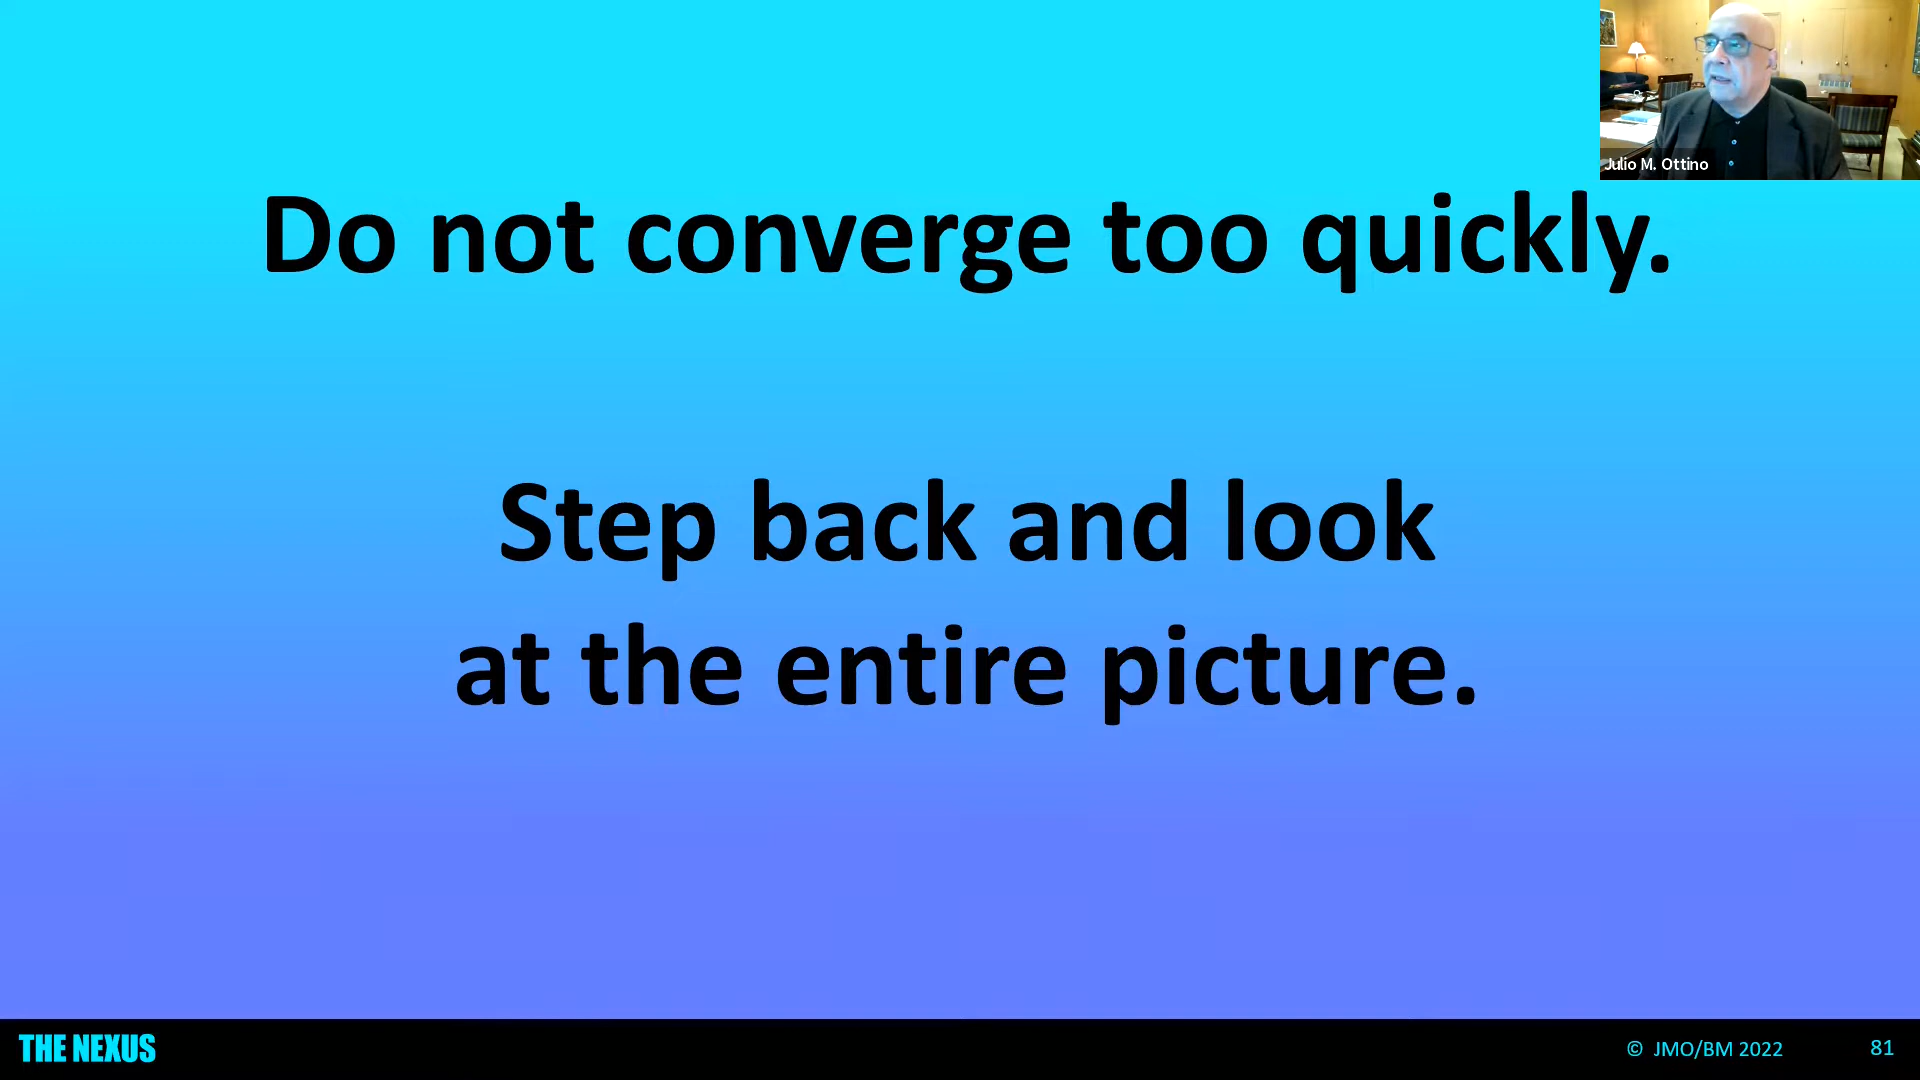 Julio M. Ottino
Do not converge too quickly.
Step back and look
at the entire picture.
THE NEXUS
© JMO/BM 2022
81